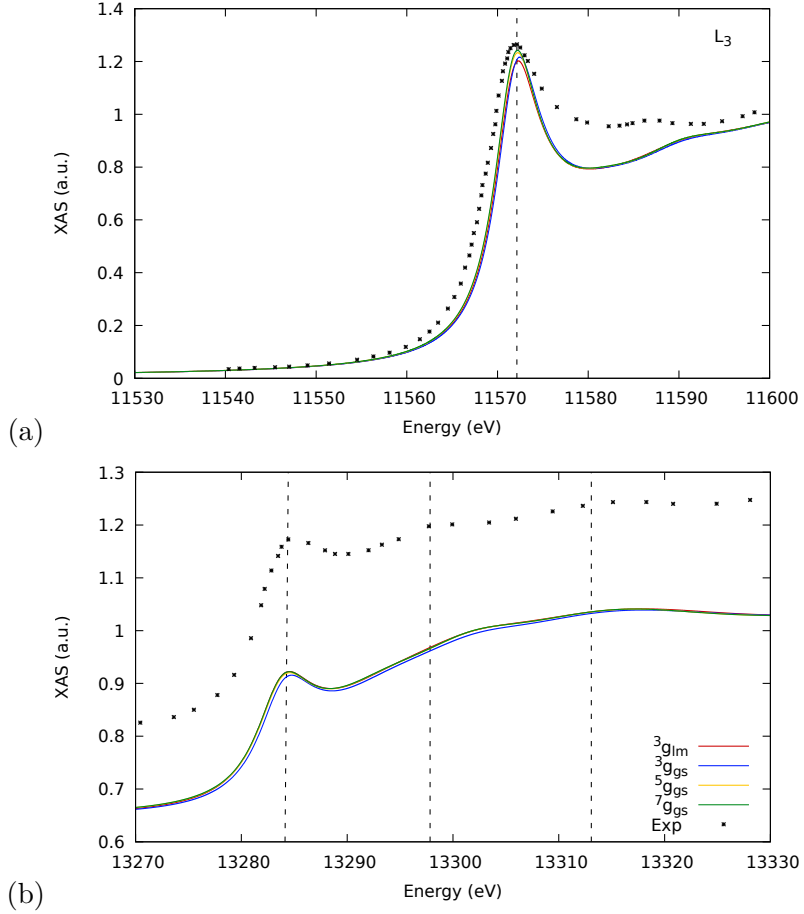 1.4
1.2
1
0.8
0.6
0.4
0.2
0
XAS (a.u.)
L3
11530 11540 11550 11560 11570 11580 11590 11600
Energy (eV)
(a)
1.3
1.2
1.1
1
0.9
0.8
0.7
0.6
XAS (a.u.)
3glm
3ggs
5ggs
7ggs
Exp
13270 13280 13290 13300 13310 13320 13330
Energy (eV)
(b)